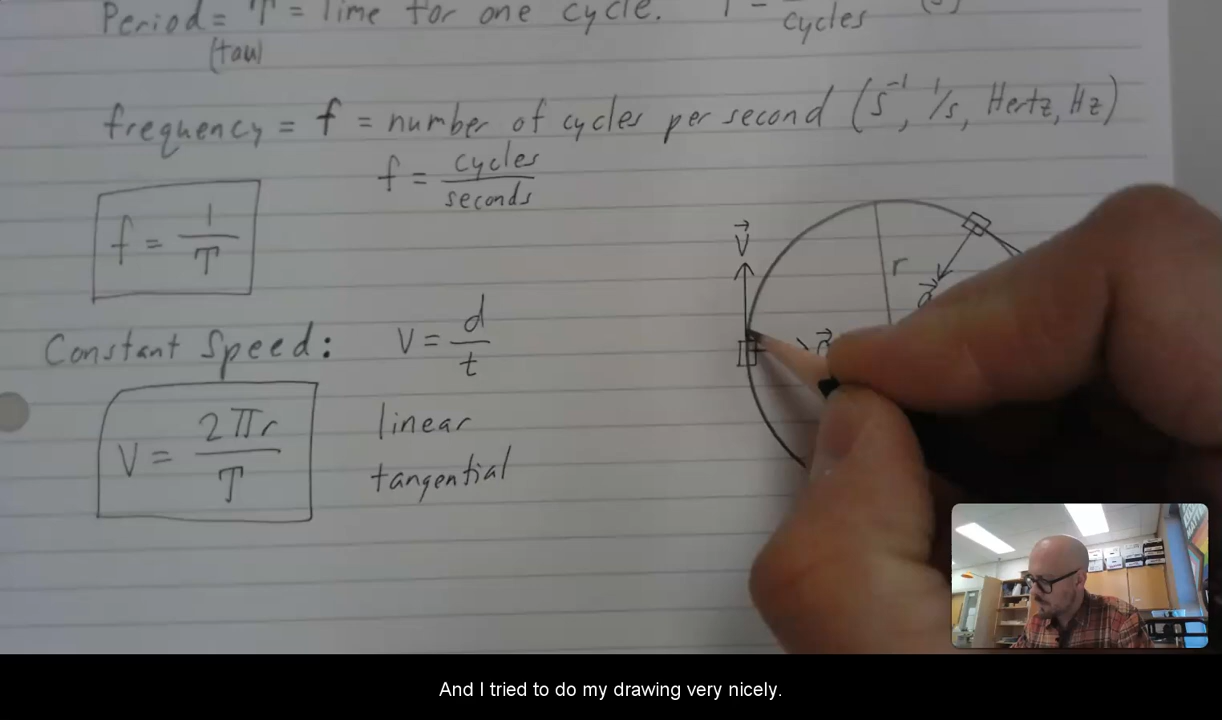 Period = T = Time for one cycle. T =
cycles (s)
(tau)
frequency = f = number of cycles per second (s⁻¹, 1/s, Hertz, Hz)
f = cycles / seconds
f = 1 / T
V
r
a
Constant Speed: V = d / t
V = 2πr / T
linear
tangential
And I tried to do my drawing very nicely.